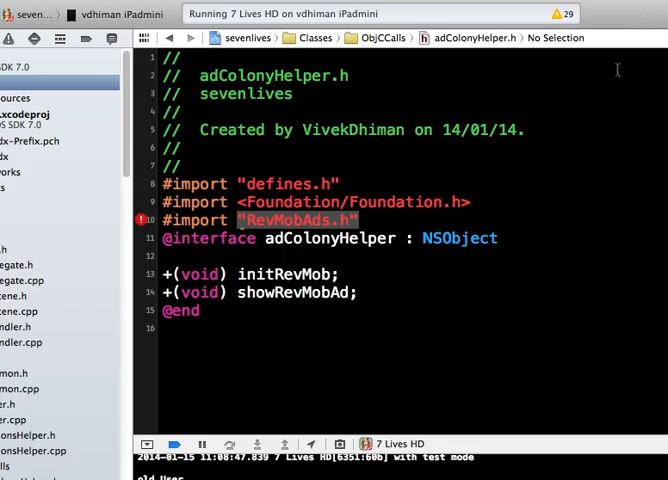 seven... vdhiman iPadmini
Running 7 Lives HD on vdhiman iPadmini
29
sevenlives Classes ObjCCalls adColonyHelper.h No Selection
SDK 7.0
ources
.xcodeproj
OS SDK 7.0
dx-Prefix.pch
dx
works
s
.h
egate.h
egate.cpp
cene.h
cene.cpp
ndler.h
ndler.cpp
mon.h
mon.cpp
er.h
er.cpp
onsHelper.h
onsHelper.cpp
lls
1 //
2 // adColonyHelper.h
3 // sevenlives
4 //
5 // Created by VivekDhiman on 14/01/14.
6 //
7 //
8 #import "defines.h"
9 #import <Foundation/Foundation.h>
10 #import "RevMobAds.h"
11 @interface adColonyHelper : NSObject
12
13 +(void) initRevMob;
14 +(void) showRevMobAd;
15 @end
16
7 Lives HD
2014-01-15 11:08:47.839 7 Lives HD[6351:60b] with test mode
old User